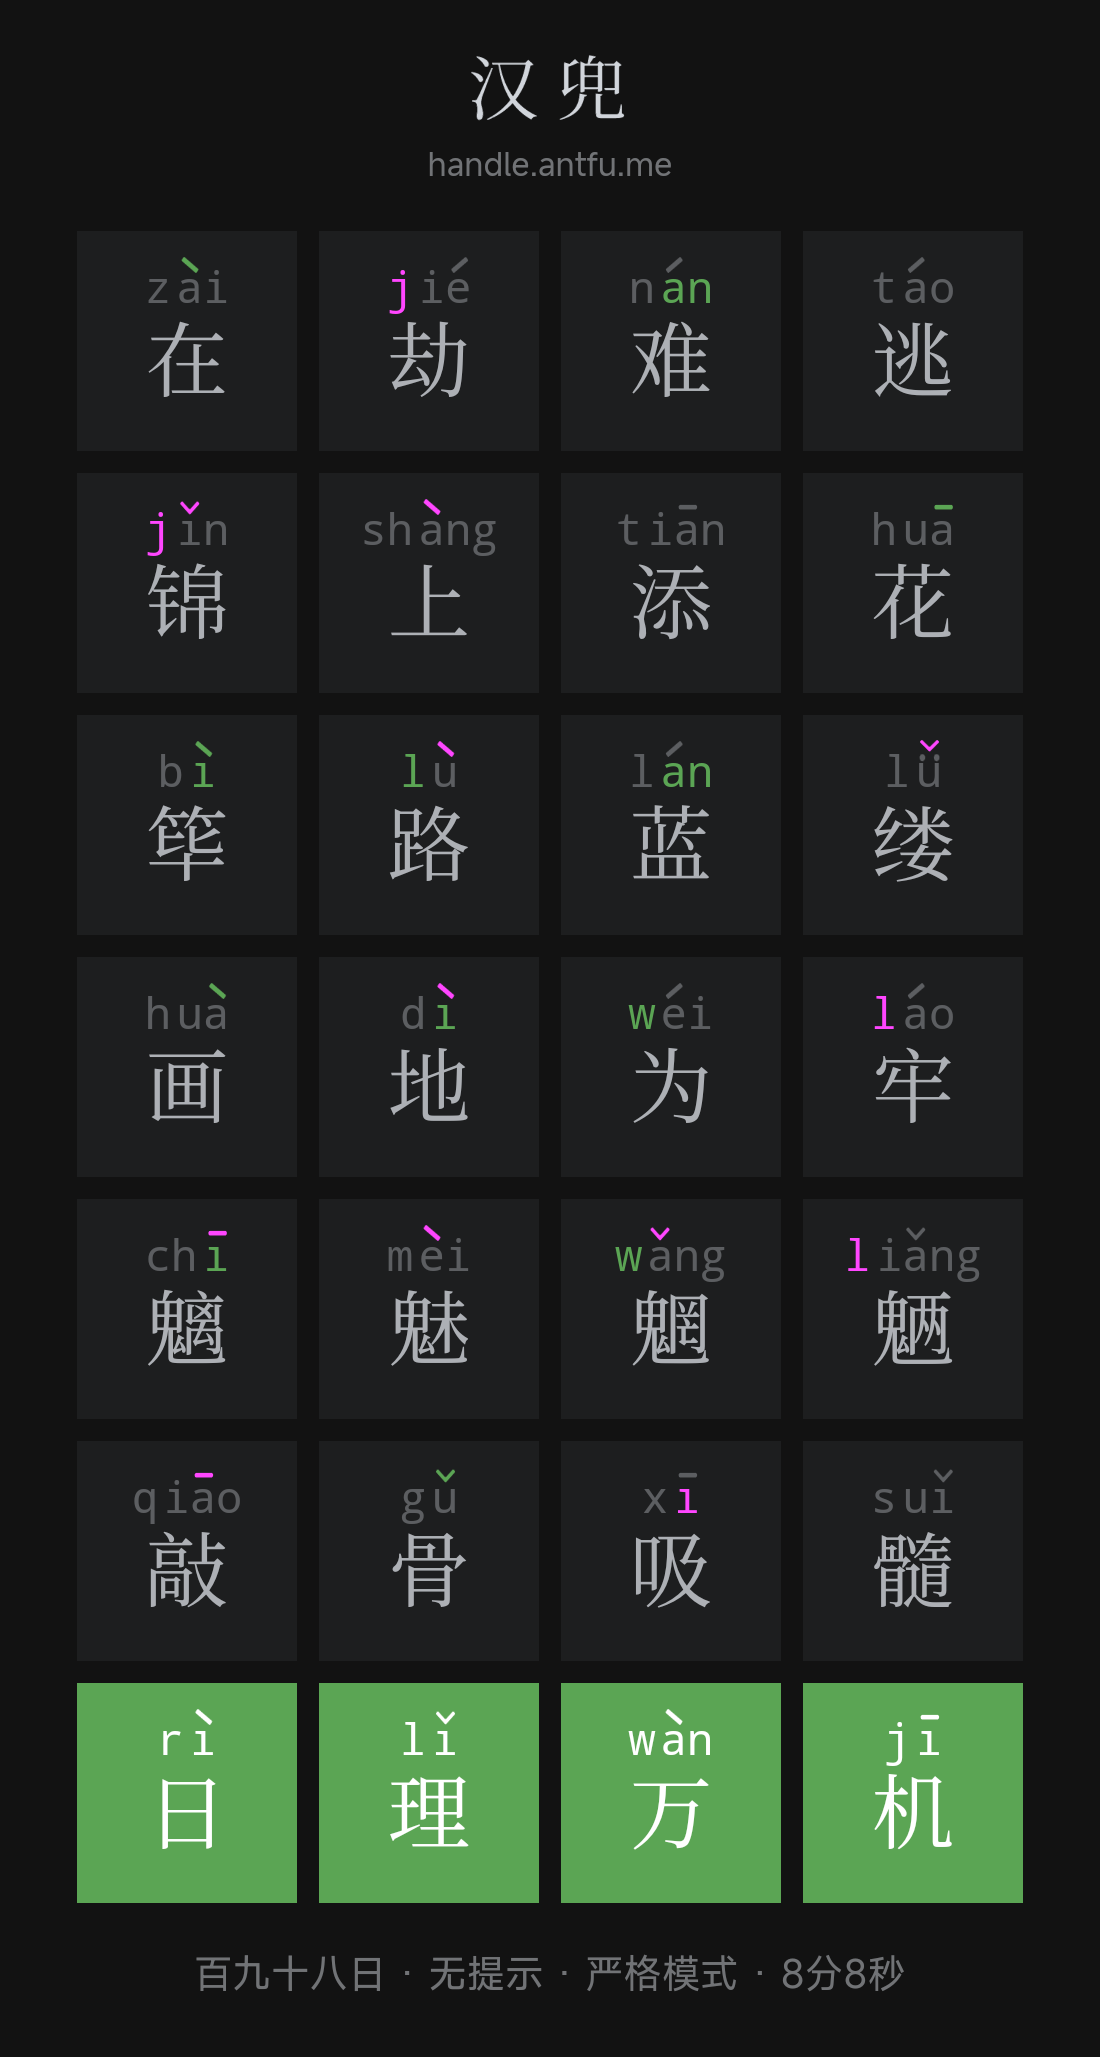 汉兜
handle.antfu.me
zài jié nán táo
在 劫 难 逃
jǐn shàng tiān huā
锦 上 添 花
bì lù lán lǚ
筚 路 蓝 缕
huà dì wéi láo
画 地 为 牢
chī mèi wǎng liǎng
魑 魅 魍 魉
qiāo gǔ xī suǐ
敲 骨 吸 髓
rì lǐ wàn jī
日 理 万 机
百九十八日 · 无提示 · 严格模式 · 8分8秒